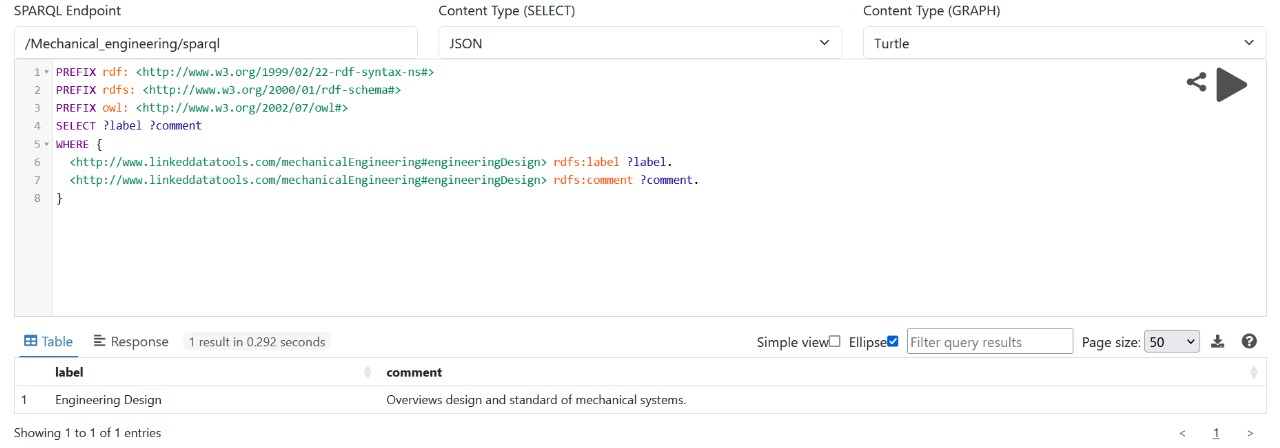 SPARQL Endpoint Content Type (SELECT) Content Type (GRAPH)
/Mechanical_engineering/sparql JSON Turtle
1 PREFIX rdf: <http://www.w3.org/1999/02/22-rdf-syntax-ns#>
2 PREFIX rdfs: <http://www.w3.org/2000/01/rdf-schema#>
3 PREFIX owl: <http://www.w3.org/2002/07/owl#>
4 SELECT ?label ?comment
5 WHERE {
6 <http://www.linkeddatatools.com/mechanicalEngineering#engineeringDesign> rdfs:label ?label.
7 <http://www.linkeddatatools.com/mechanicalEngineering#engineeringDesign> rdfs:comment ?comment.
8 }
Table Response 1 result in 0.292 seconds Simple view Ellipse Filter query results Page size: 50
label comment
1 Engineering Design Overviews design and standard of mechanical systems.
Showing 1 to 1 of 1 entries < 1 >